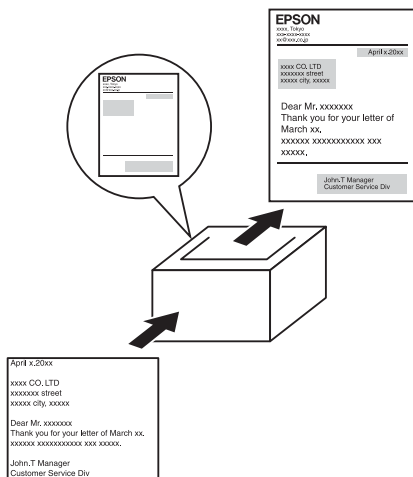 EPSON
xxxx, Tokyo
xxx-xxxx-xxxx
xx@xxx.co.jp
April x.20xx
xxxx CO. LTD
xxxxxxx street
xxxxx city, xxxxx
Dear Mr. xxxxxxx
Thank you for your letter of
March xx.
xxxxxx xxxxxxxxxxx xxx
xxxxx.
John.T Manager
Customer Service Div
EPSON
April x.20xx
xxxx CO. LTD
xxxxxxx street
xxxxx city, xxxxx
Dear Mr. xxxxxxx
Thank you for your letter of March xx.
xxxxxx xxxxxxxxxxx xxx xxxxx.
John.T Manager
Customer Service Div